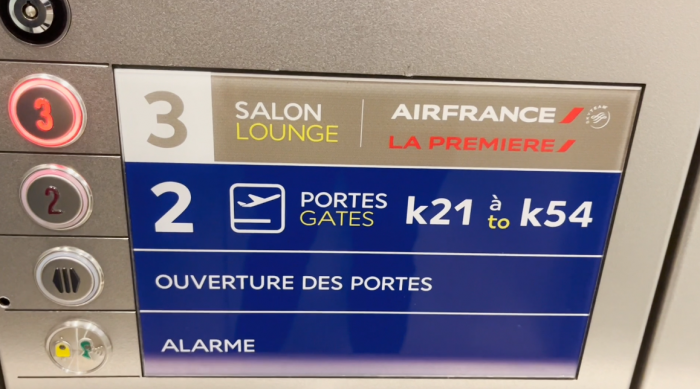 3
3
SALON
LOUNGE
AIRFRANCE
LA PREMIERE
2
2
PORTES
GATES
k21 à to k54
OUVERTURE DES PORTES
ALARME